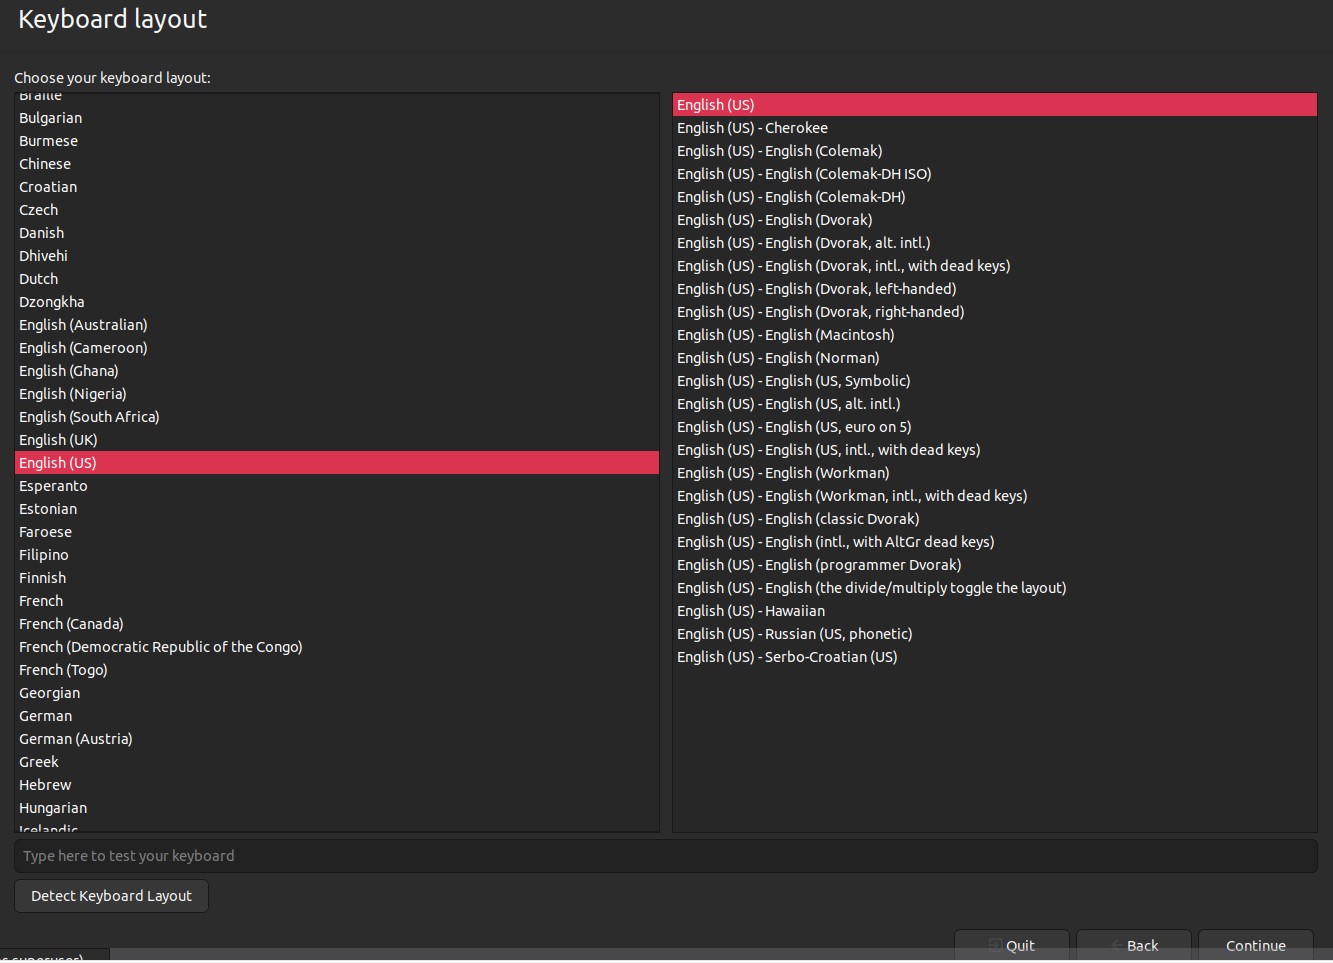 Keyboard layout
Choose your keyboard layout:
Braille
Bulgarian
Burmese
Chinese
Croatian
Czech
Danish
Dhivehi
Dutch
Dzongkha
English (Australian)
English (Cameroon)
English (Ghana)
English (Nigeria)
English (South Africa)
English (UK)
English (US)
Esperanto
Estonian
Faroese
Filipino
Finnish
French
French (Canada)
French (Democratic Republic of the Congo)
French (Togo)
Georgian
German
German (Austria)
Greek
Hebrew
Hungarian
Icelandic
English (US)
English (US) - Cherokee
English (US) - English (Colemak)
English (US) - English (Colemak-DH ISO)
English (US) - English (Colemak-DH)
English (US) - English (Dvorak)
English (US) - English (Dvorak, alt. intl.)
English (US) - English (Dvorak, intl., with dead keys)
English (US) - English (Dvorak, left-handed)
English (US) - English (Dvorak, right-handed)
English (US) - English (Macintosh)
English (US) - English (Norman)
English (US) - English (US, Symbolic)
English (US) - English (US, alt. intl.)
English (US) - English (US, euro on 5)
English (US) - English (US, intl., with dead keys)
English (US) - English (Workman)
English (US) - English (Workman, intl., with dead keys)
English (US) - English (classic Dvorak)
English (US) - English (intl., with AltGr dead keys)
English (US) - English (programmer Dvorak)
English (US) - English (the divide/multiply toggle the layout)
English (US) - Hawaiian
English (US) - Russian (US, phonetic)
English (US) - Serbo-Croatian (US)
Type here to test your keyboard
Detect Keyboard Layout
Quit
Back
Continue
superuser)